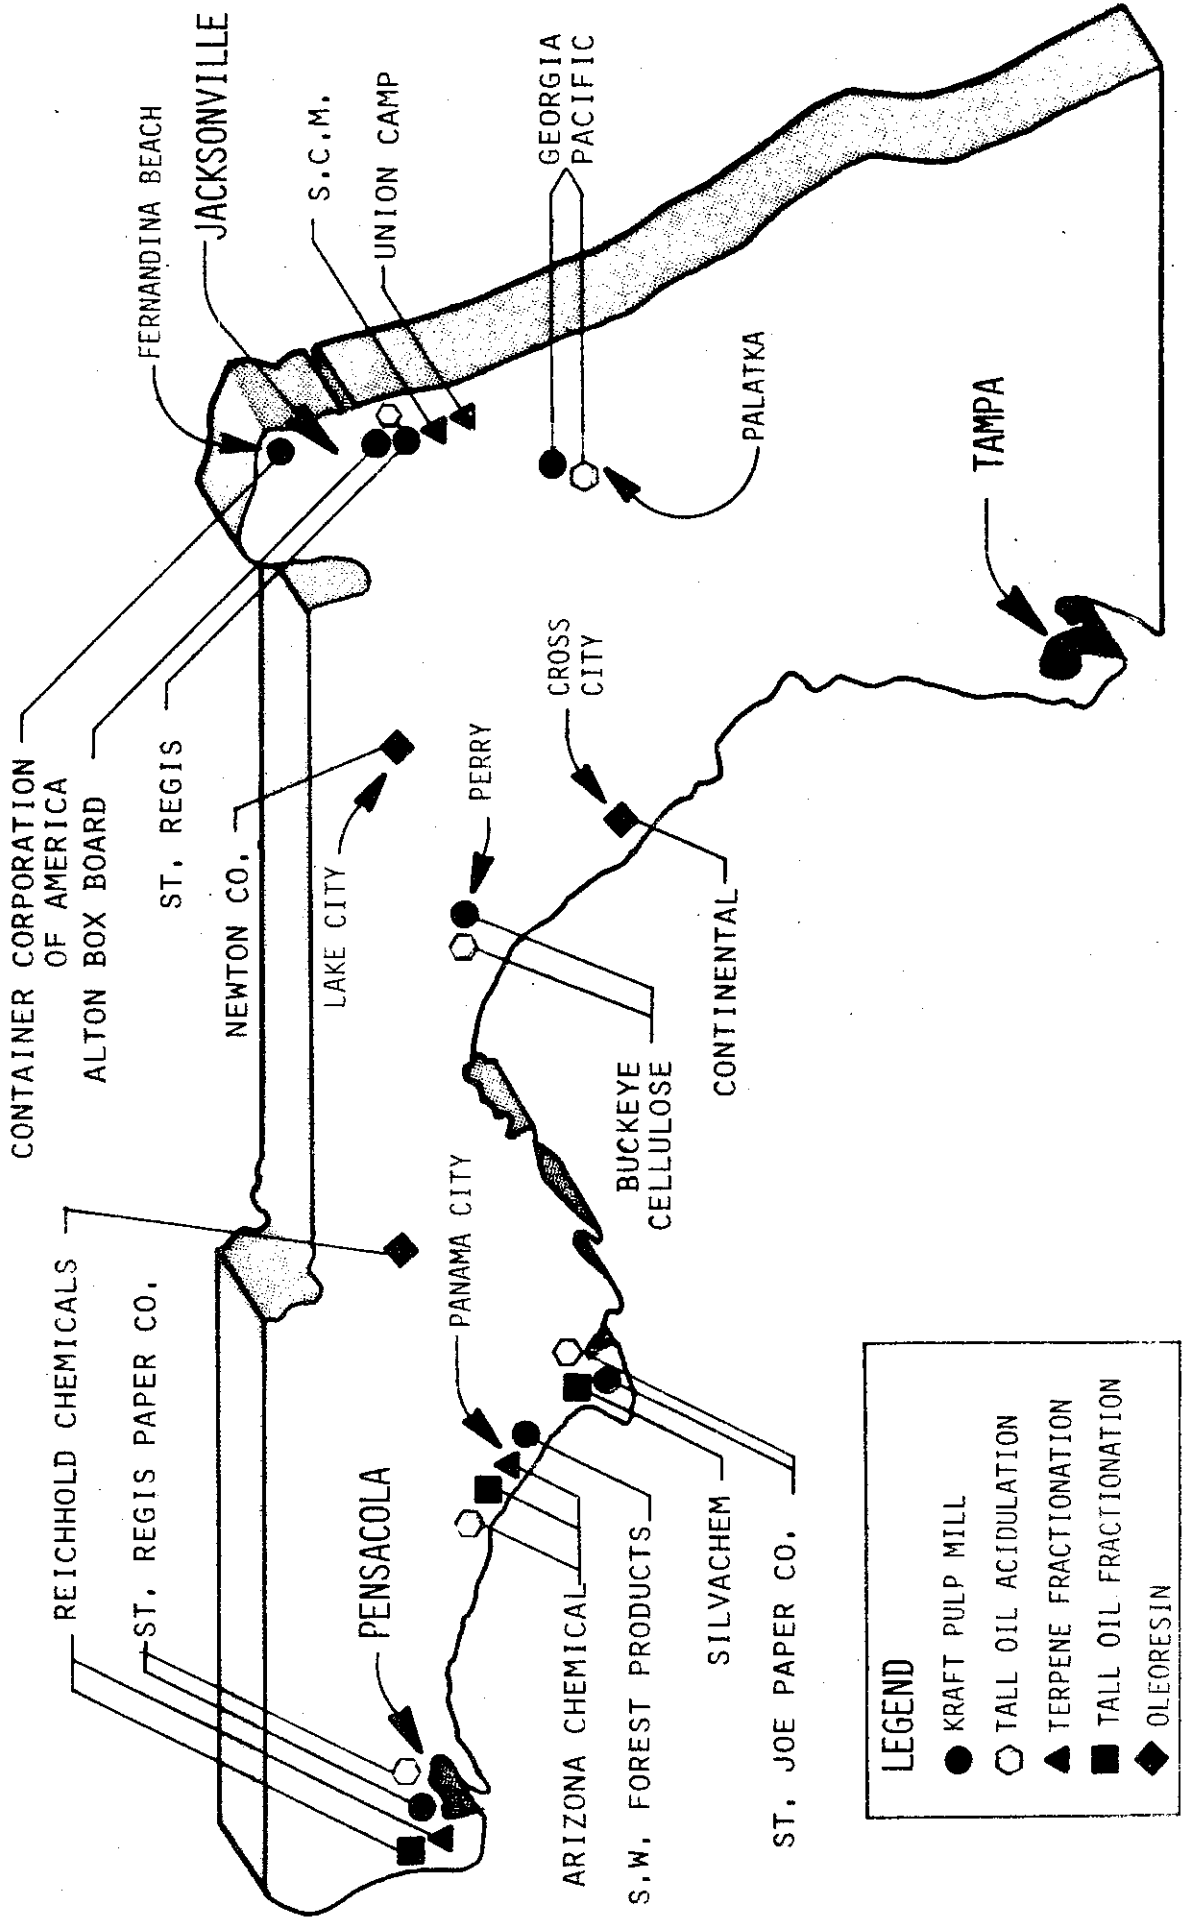 REICHHOLD CHEMICALS
ST. REGIS PAPER CO.
PENSACOLA
PANAMA CITY
ARIZONA CHEMICAL
S.W. FOREST PRODUCTS
SILVACHEM
ST. JOE PAPER CO.
CONTAINER CORPORATION
OF AMERICA
ALTON BOX BOARD
ST. REGIS
NEWTON CO.
LAKE CITY
PERRY
CROSS
CITY
BUCKEYE
CELLULOSE
CONTINENTAL
FERNANDINA BEACH
JACKSONVILLE
S.C.M.
UNION CAMP
GEORGIA
PACIFIC
PALATKA
TAMPA
LEGEND
KRAFT PULP MILL
TALL OIL ACIDULATION
TERPENE FRACTIONATION
TALL OIL FRACTIONATION
OLEORESIN